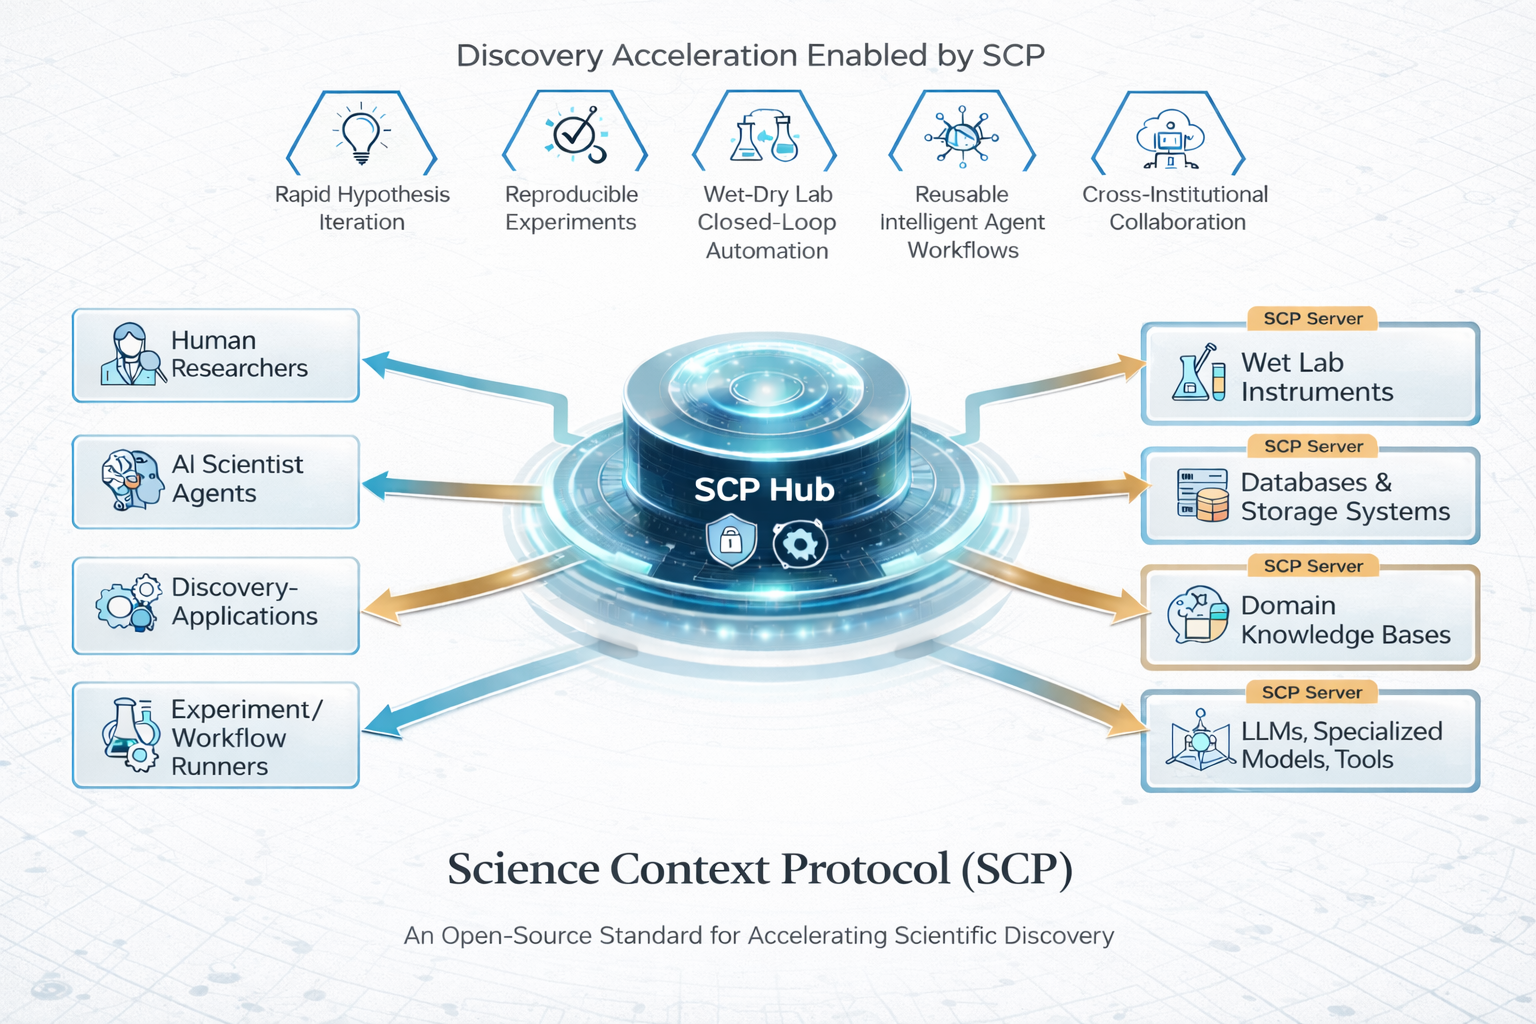 Discovery Acceleration Enabled by SCP
Rapid Hypothesis
Iteration
Reproducible
Experiments
Wet-Dry Lab
Closed-Loop
Automation
Reusable
Intelligent Agent
Workflows
Cross-Institutional
Collaboration
Human
Researchers
AI Scientist
Agents
Discovery-
Applications
Experiment/
Workflow
Runners
SCP Hub
SCP Server
Wet Lab
Instruments
SCP Server
Databases &
Storage Systems
SCP Server
Domain
Knowledge Bases
SCP Server
LLMs, Specialized
Models, Tools
Science Context Protocol (SCP)
An Open-Source Standard for Accelerating Scientific Discovery